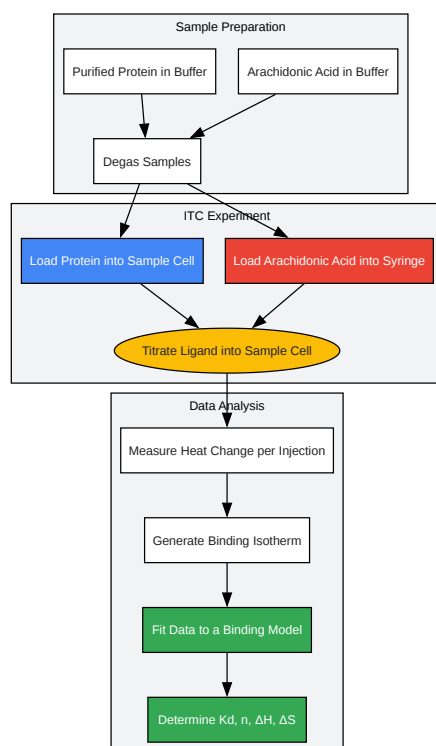 Sample Preparation
Purified Protein in Buffer
Arachidonic Acid in Buffer
Degas Samples
ITC Experiment
Load Protein into Sample Cell
Load Arachidonic Acid into Syringe
Titrate Ligand into Sample Cell
Data Analysis
Measure Heat Change per Injection
Generate Binding Isotherm
Fit Data to a Binding Model
Determine Kd, n, ΔH, ΔS